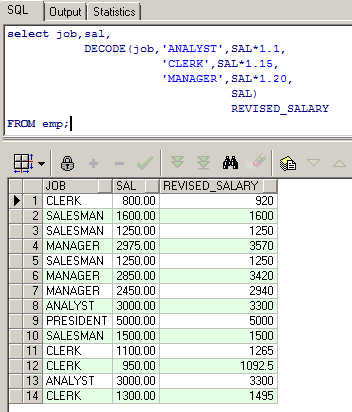 SQL Output Statistics
select job,sal,
DECODE(job,'ANALYST',SAL*1.1,
'CLERK',SAL*1.15,
'MANAGER',SAL*1.20,
SAL)
REVISED_SALARY
FROM emp;
JOB SAL REVISED_SALARY
1 CLERK 800.00 920
2 SALESMAN 1600.00 1600
3 SALESMAN 1250.00 1250
4 MANAGER 2975.00 3570
5 SALESMAN 1250.00 1250
6 MANAGER 2850.00 3420
7 MANAGER 2450.00 2940
8 ANALYST 3000.00 3300
9 PRESIDENT 5000.00 5000
10 SALESMAN 1500.00 1500
11 CLERK 1100.00 1265
12 CLERK 950.00 1092.5
13 ANALYST 3000.00 3300
14 CLERK 1300.00 1495